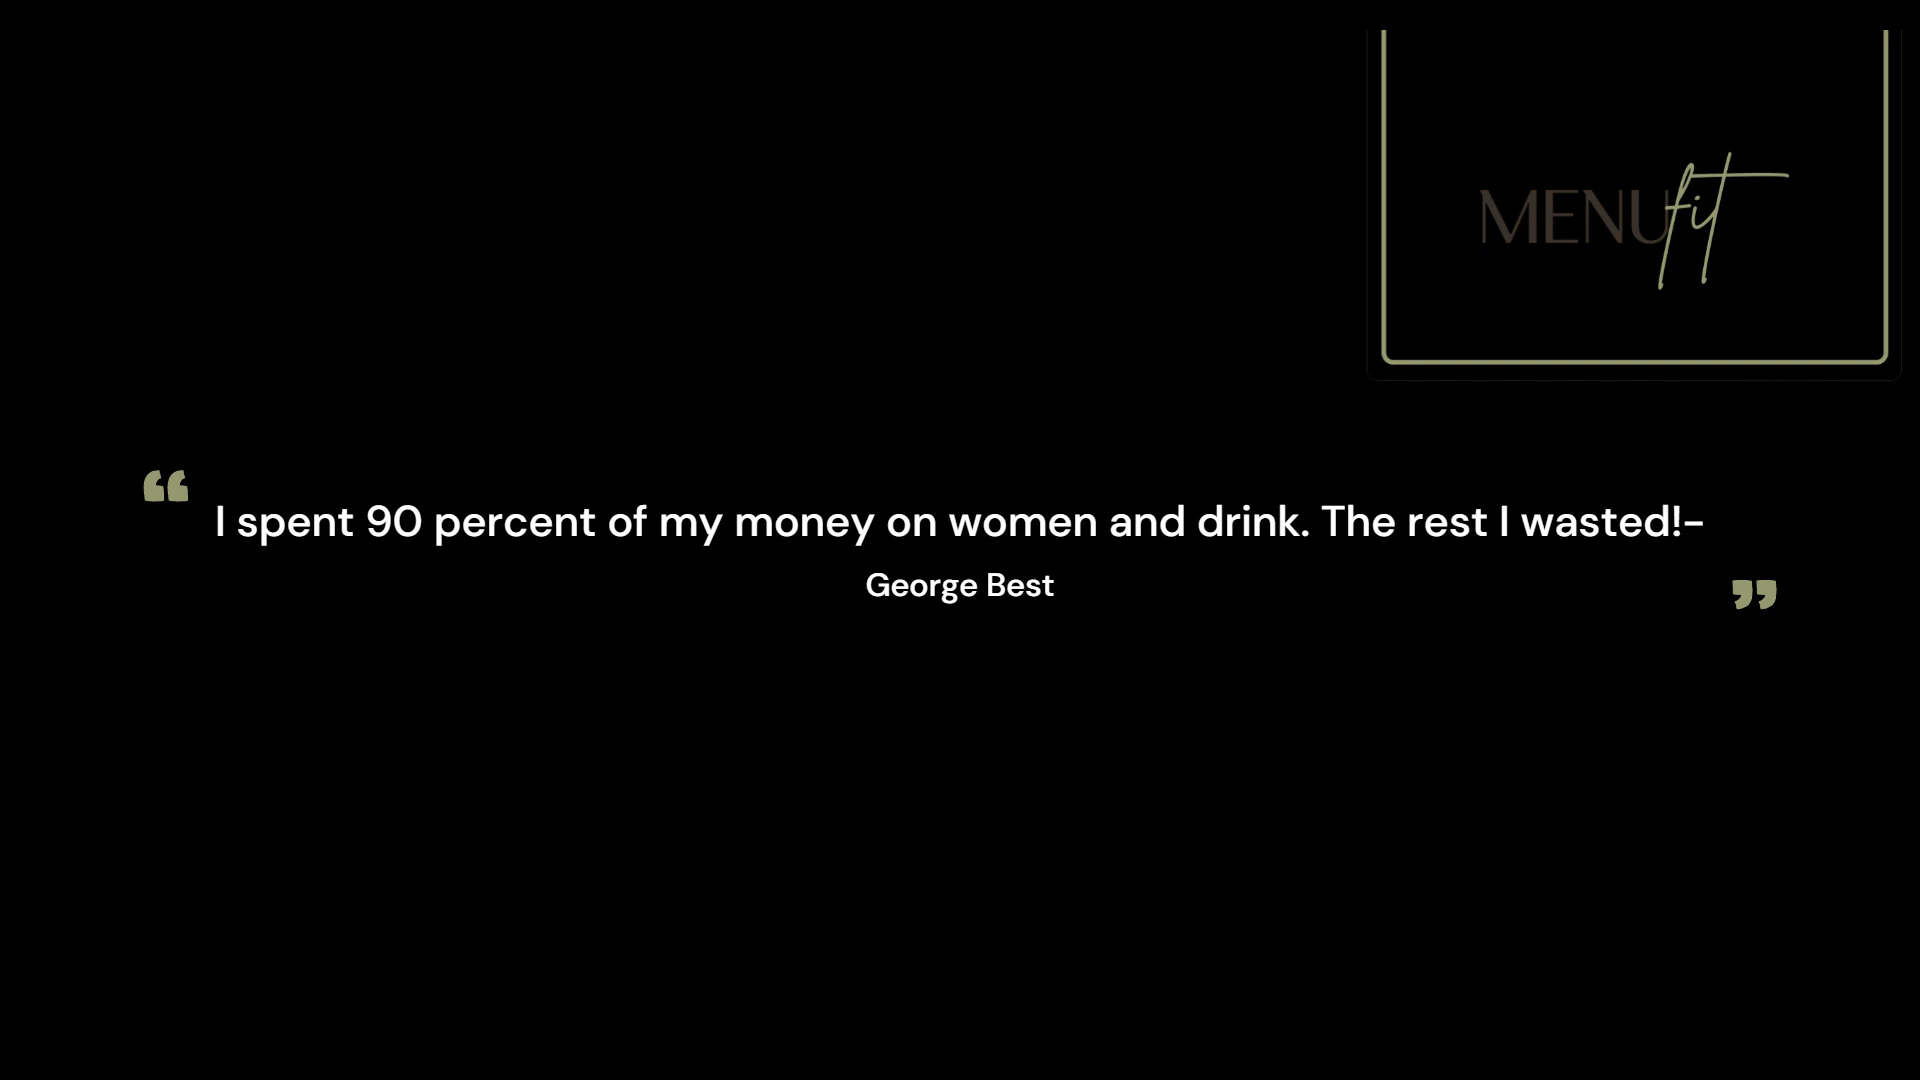 MENUfit
“
I spent 90 percent of my money on women and drink. The rest I wasted!-
George Best
”